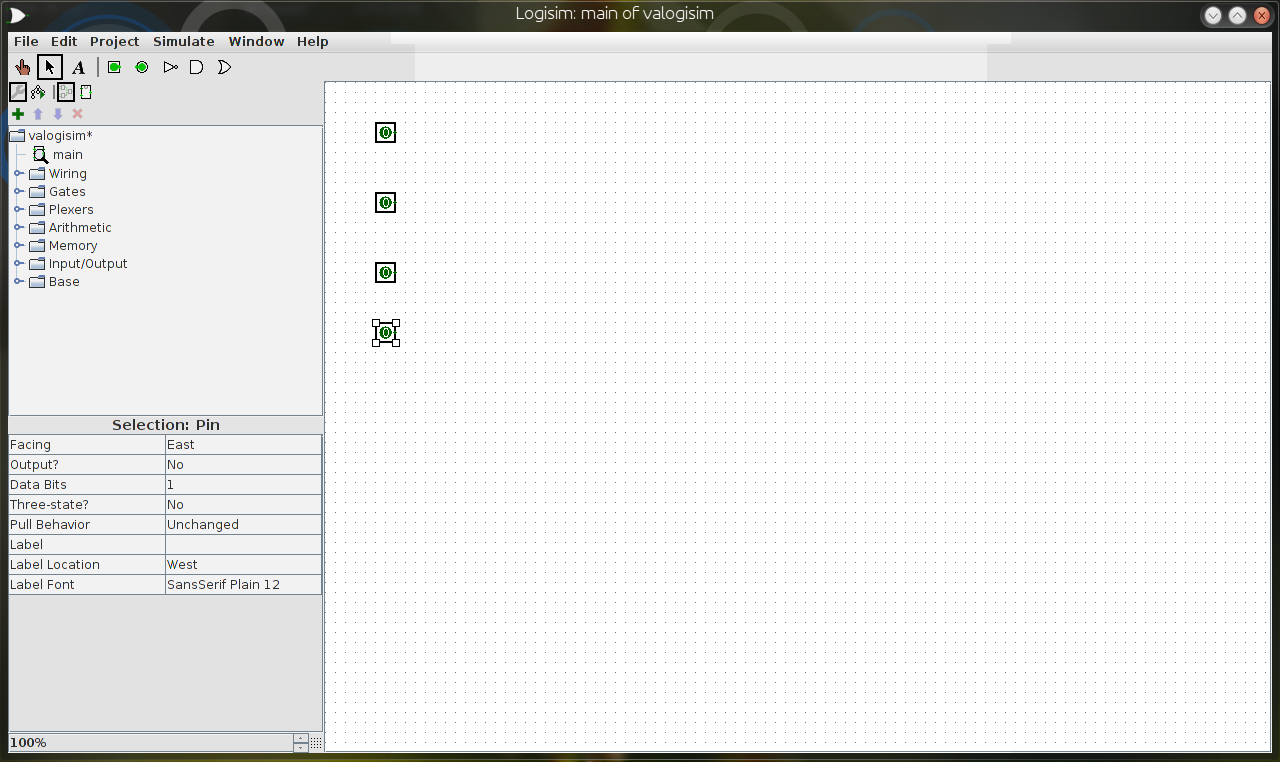 Logisim: main of valogisim
File Edit Project Simulate Window Help
A
valogisim*
main
Wiring
Gates
Plexers
Arithmetic
Memory
Input/Output
Base
0
0
0
0
Selection: Pin
Facing East
Output? No
Data Bits 1
Three-state? No
Pull Behavior Unchanged
Label
Label Location West
Label Font SansSerif Plain 12
100%